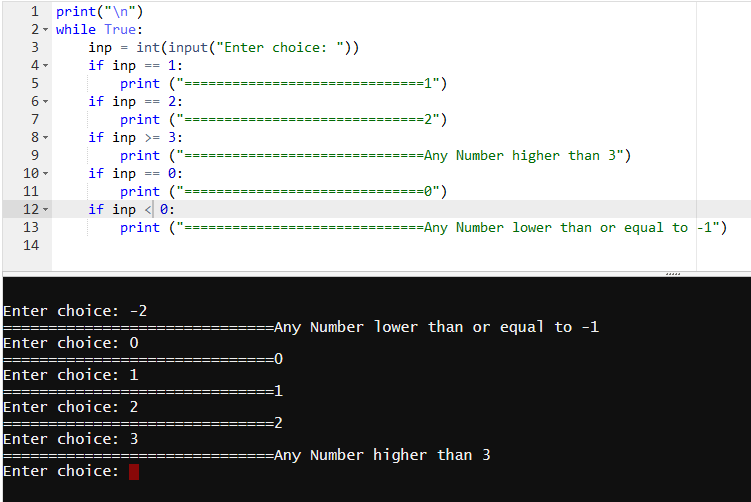 1 print("\n")
2 while True:
3     inp = int(input("Enter choice: "))
4     if inp == 1:
5         print ("==============================1")
6     if inp == 2:
7         print ("==============================2")
8     if inp >= 3:
9         print ("==============================Any Number higher than 3")
10     if inp == 0:
11         print ("==============================0")
12     if inp < 0:
13         print ("==============================Any Number lower than or equal to -1")
14
Enter choice: -2
==============================Any Number lower than or equal to -1
Enter choice: 0
==============================0
Enter choice: 1
==============================1
Enter choice: 2
==============================2
Enter choice: 3
==============================Any Number higher than 3
Enter choice: